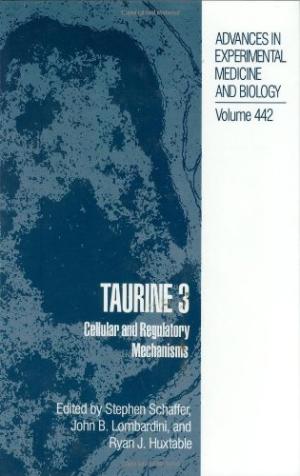 ADVANCES IN
EXPERIMENTAL
MEDICINE
AND BIOLOGY
Volume 442
TAURINE 3
Cellular and Regulatory
Mechanisms
Edited by Stephen Schaffer,
John B. Lombardini, and
Ryan J. Huxtable